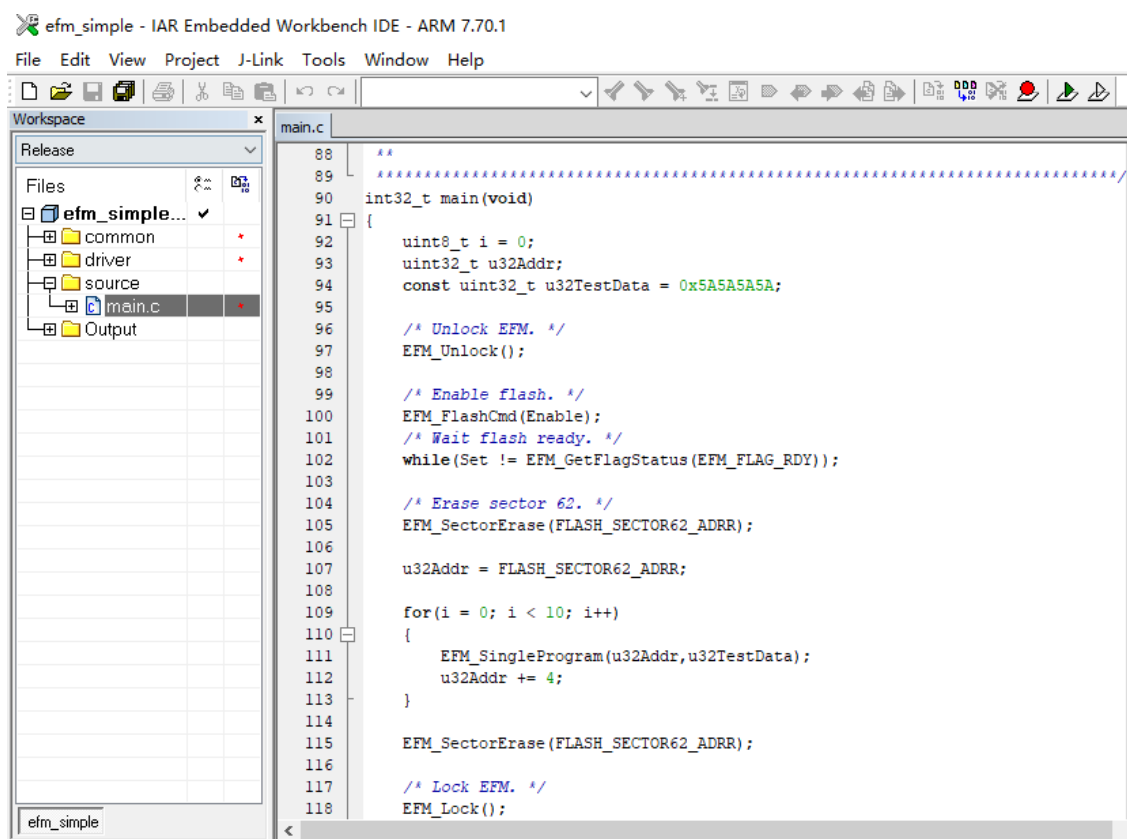 efm_simple - IAR Embedded Workbench IDE - ARM 7.70.1
File Edit View Project J-Link Tools Window Help
Workspace
Release
Files
efm_simple...
common
driver
source
main.c
Output
efm_simple
main.c
88 **
89 *****************************************************************************/
90 int32_t main(void)
91 {
92 uint8_t i = 0;
93 uint32_t u32Addr;
94 const uint32_t u32TestData = 0x5A5A5A5A;
95
96 /* Unlock EFM. */
97 EFM_Unlock();
98
99 /* Enable flash. */
100 EFM_FlashCmd(Enable);
101 /* Wait flash ready. */
102 while(Set != EFM_GetFlagStatus(EFM_FLAG_RDY));
103
104 /* Erase sector 62. */
105 EFM_SectorErase(FLASH_SECTOR62_ADRR);
106
107 u32Addr = FLASH_SECTOR62_ADRR;
108
109 for(i = 0; i < 10; i++)
110 {
111 EFM_SingleProgram(u32Addr,u32TestData);
112 u32Addr += 4;
113 }
114
115 EFM_SectorErase(FLASH_SECTOR62_ADRR);
116
117 /* Lock EFM. */
118 EFM_Lock();